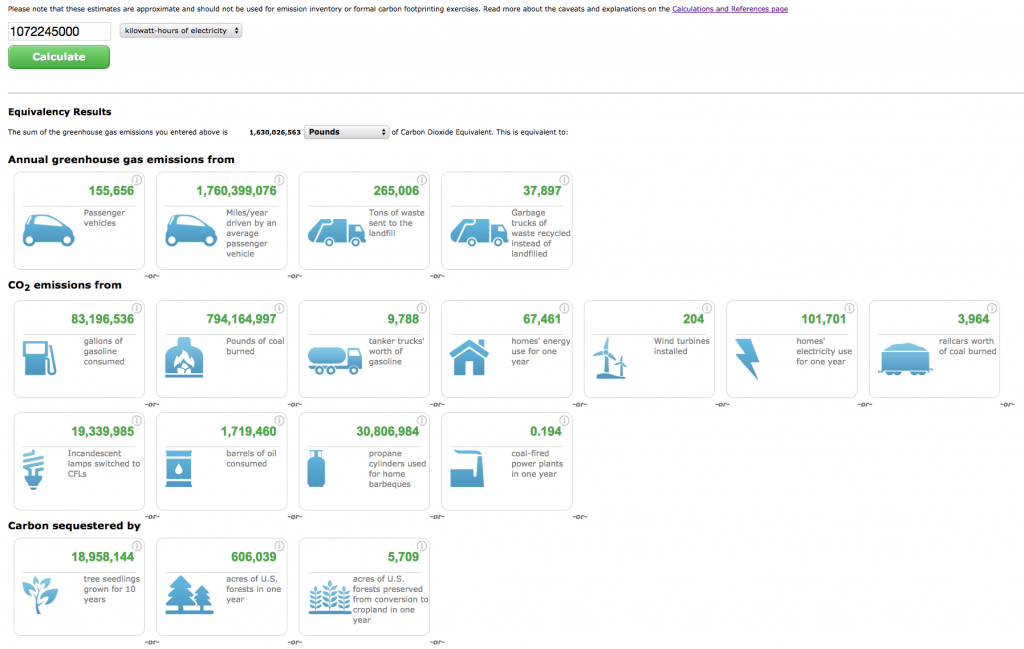 Please note that these estimates are approximate and should not be used for emission inventory or formal carbon footprinting exercises. Read more about the caveats and explanations on the Calculations and References page
1072245000 kilowatt-hours of electricity
Calculate
Equivalency Results
The sum of the greenhouse gas emissions you entered above is 1,630,026,563 Pounds of Carbon Dioxide Equivalent. This is equivalent to:
Annual greenhouse gas emissions from
155,656
Passenger
vehicles
-or-
1,760,399,076
Miles/year
driven by an
average
passenger
vehicle
-or-
265,006
Tons of waste
sent to the
landfill
-or-
37,897
Garbage
trucks of
waste recycled
instead of
landfilled
CO2 emissions from
83,196,536
gallons of
gasoline
consumed
-or-
794,164,997
Pounds of coal
burned
-or-
9,788
tanker trucks'
worth of
gasoline
-or-
67,461
homes' energy
use for one
year
-or-
204
Wind turbines
installed
-or-
101,701
homes'
electricity use
for one year
-or-
3,964
railcars worth
of coal burned
-or-
19,339,985
Incandescent
lamps switched to
CFLs
-or-
1,719,460
barrels of oil
consumed
-or-
30,806,984
propane
cylinders used
for home
barbeques
-or-
0.194
coal-fired
power plants
in one year
-or-
Carbon sequestered by
18,958,144
tree seedlings
grown for 10
years
-or-
606,039
acres of U.S.
forests in one
year
-or-
5,709
acres of U.S.
forests preserved
from conversion to
cropland in one
year
-or-